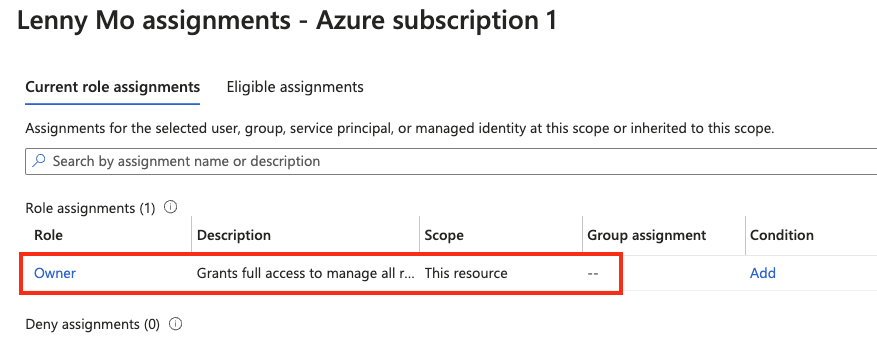 Lenny Mo assignments - Azure subscription 1
Current role assignments Eligible assignments
Assignments for the selected user, group, service principal, or managed identity at this scope or inherited to this scope.
Search by assignment name or description
Role assignments (1)
Role Description Scope Group assignment Condition
Owner Grants full access to manage all r... This resource -- Add
Deny assignments (0)